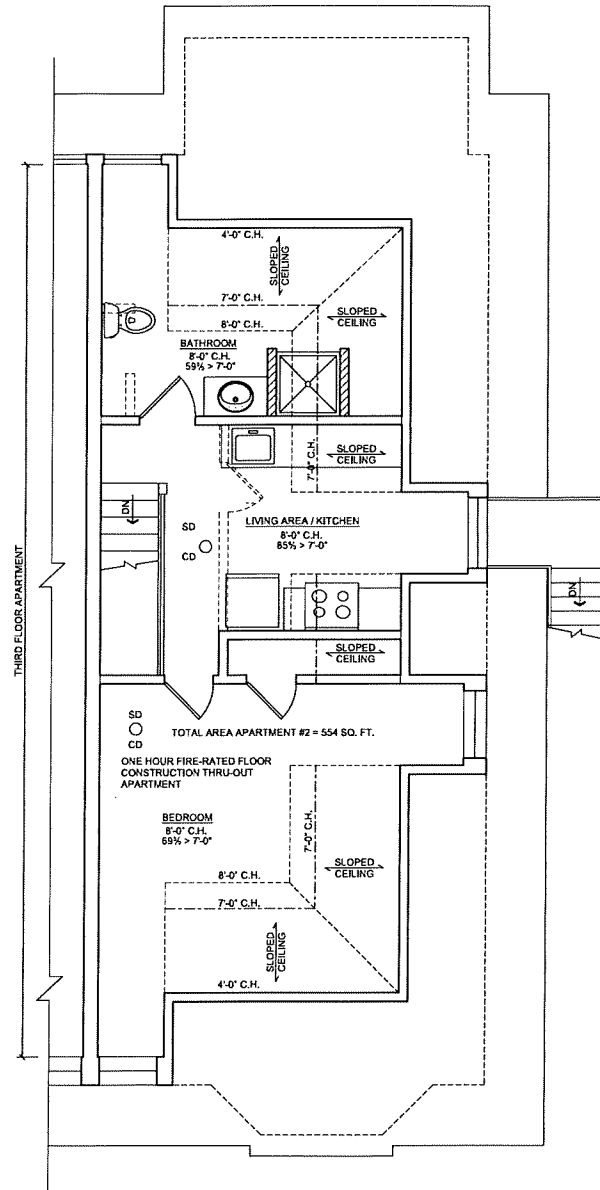 4'-0" C.H.
SLOPED
CEILING
7'-0" C.H.
SLOPED
CEILING
8'-0" C.H.
BATHROOM
8'-0" C.H.
59% > 7'-0"
SLOPED
CEILING
7'-0" C.H.
DN
SD
CD
LIVING AREA / KITCHEN
8'-0" C.H.
85% > 7'-0"
DN
THIRD FLOOR APARTMENT
SLOPED
CEILING
SD
CD
TOTAL AREA APARTMENT #2 = 554 SQ. FT.
ONE HOUR FIRE-RATED FLOOR
CONSTRUCTION THRU-OUT
APARTMENT
BEDROOM
8'-0" C.H.
69% > 7'-0"
7'-0" C.H.
SLOPED
CEILING
8'-0" C.H.
7'-0" C.H.
SLOPED
CEILING
4'-0" C.H.